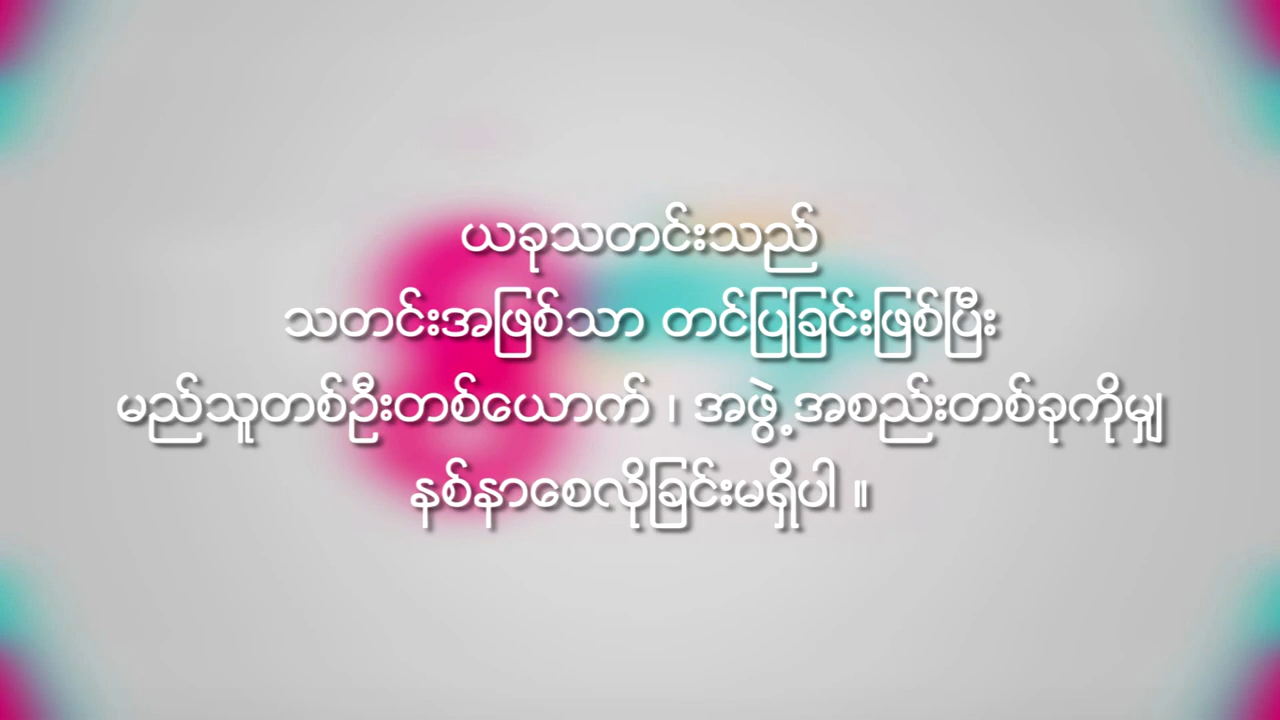 ယခုသတင်းသည်
သတင်းအဖြစ်သာ တင်ပြခြင်းဖြစ်ပြီး
မည်သူတစ်ဦးတစ်ယောက် ၊ အဖွဲ့အစည်းတစ်ခုကိုမျှ
နစ်နာစေလိုခြင်းမရှိပါ ။